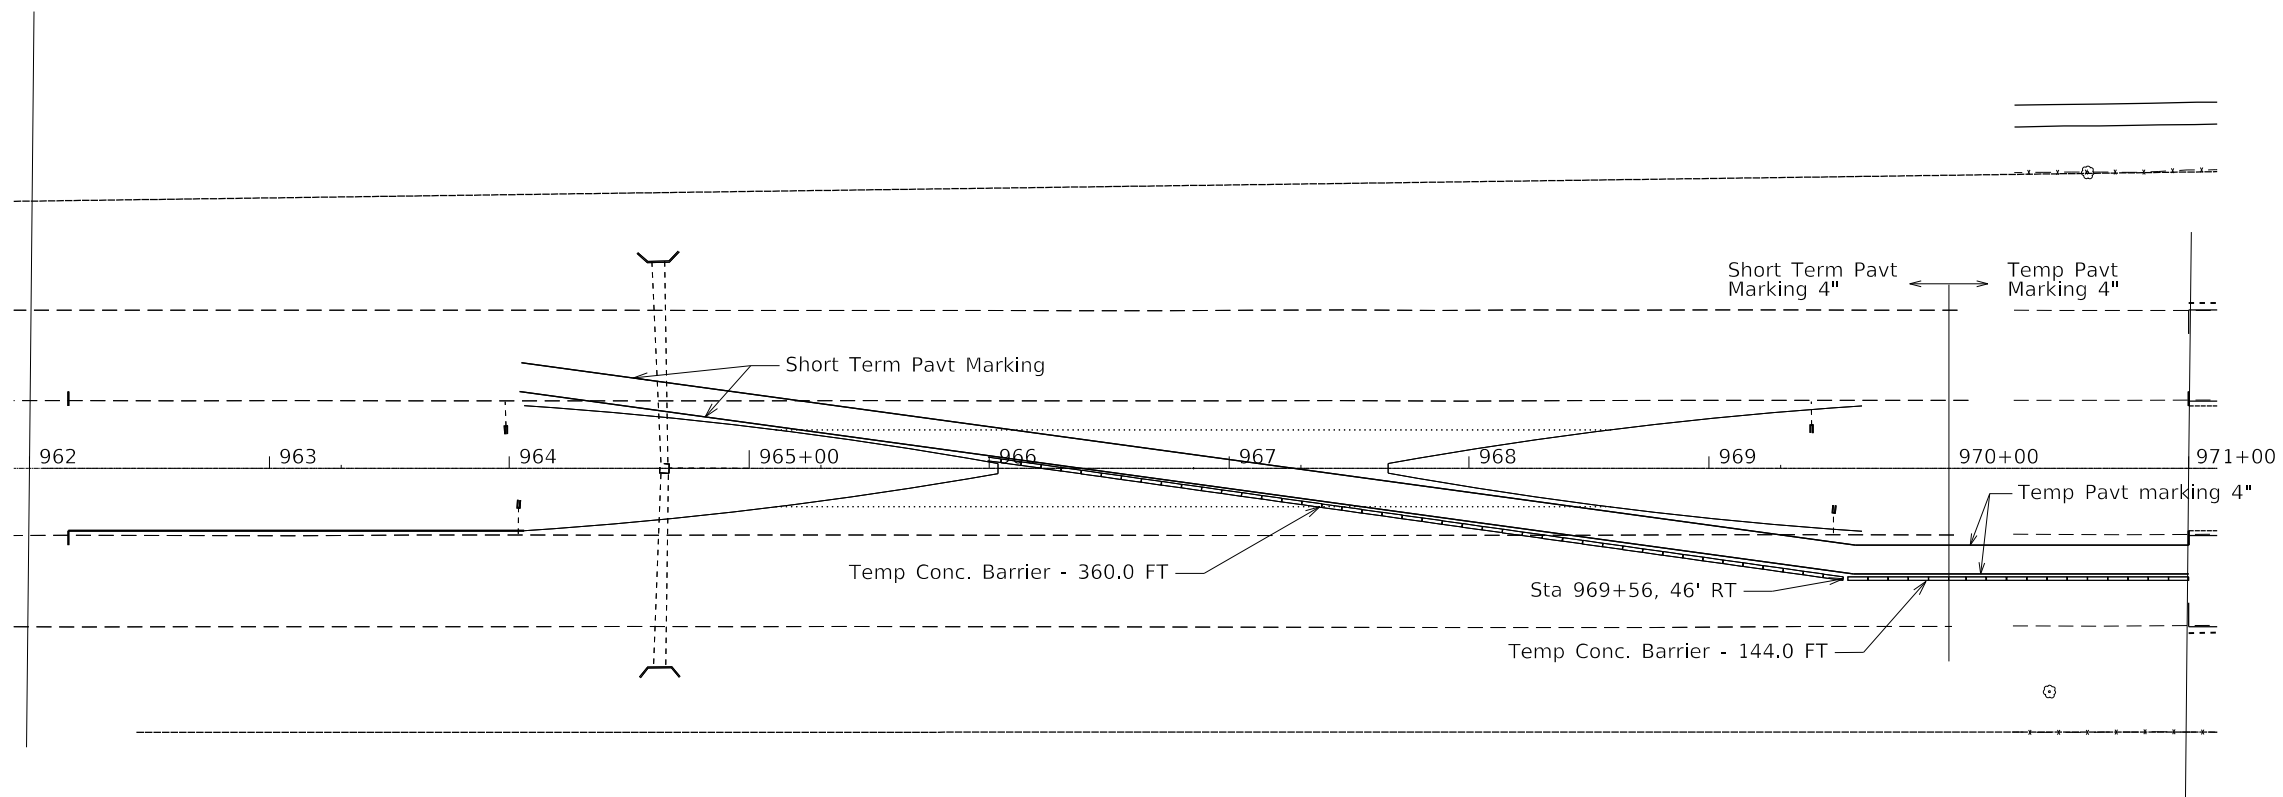 Short Term Pavt
Marking 4"
Temp Pavt
Marking 4"
Short Term Pavt Marking
962
963
964
965+00
966
967
968
969
970+00
971+00
Temp Pavt marking 4"
Temp Conc. Barrier - 360.0 FT
Sta 969+56, 46' RT
Temp Conc. Barrier - 144.0 FT